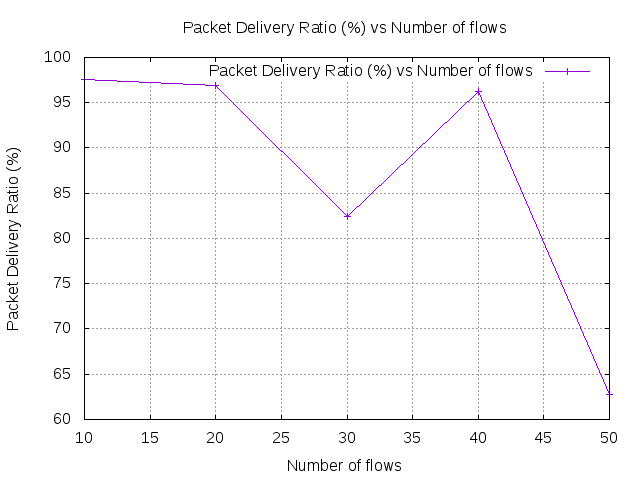 Packet Delivery Ratio (%) vs Number of flows
Packet Delivery Ratio (%) vs Number of flows
Packet Delivery Ratio (%)
100
95
90
85
80
75
70
65
60
10 15 20 25 30 35 40 45 50
Number of flows